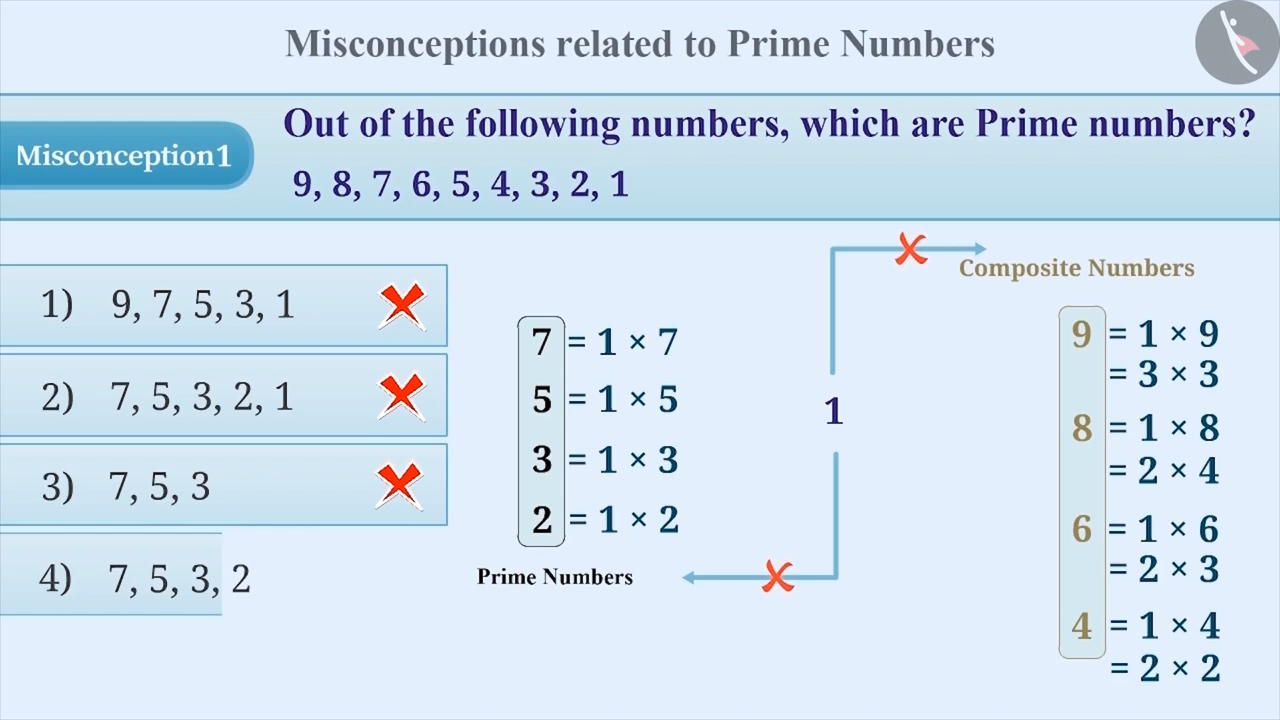 Misconceptions related to Prime Numbers
Misconception1
Out of the following numbers, which are Prime numbers?
9, 8, 7, 6, 5, 4, 3, 2, 1
1) 9, 7, 5, 3, 1
2) 7, 5, 3, 2, 1
3) 7, 5, 3
4) 7, 5, 3, 2
7 = 1 × 7
5 = 1 × 5
3 = 1 × 3
2 = 1 × 2
Prime Numbers
1
Composite Numbers
9 = 1 × 9
= 3 × 3
8 = 1 × 8
= 2 × 4
6 = 1 × 6
= 2 × 3
4 = 1 × 4
= 2 × 2